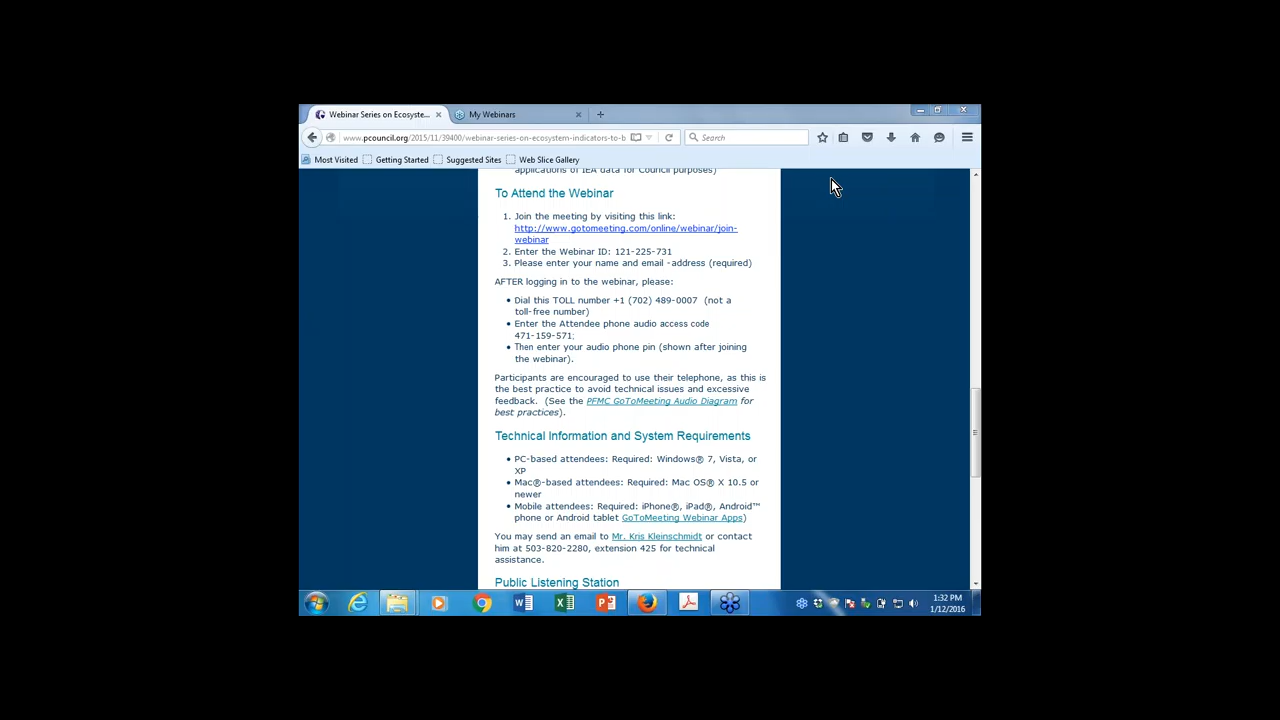 Webinar Series on Ecosyste...
My Webinars
www.pcouncil.org/2015/11/39400/webinar-series-on-ecosystem-indicators-to-b
Search
Most Visited
Getting Started
Suggested Sites
Web Slice Gallery
applications of IEA data for Council purposes)
To Attend the Webinar
1. Join the meeting by visiting this link:
http://www.gotomeeting.com/online/webinar/join-
webinar
2. Enter the Webinar ID: 121-225-731
3. Please enter your name and email -address (required)
AFTER logging in to the webinar, please:
• Dial this TOLL number +1 (702) 489-0007 (not a
toll-free number)
• Enter the Attendee phone audio access code
471-159-571;
• Then enter your audio phone pin (shown after joining
the webinar).
Participants are encouraged to use their telephone, as this is
the best practice to avoid technical issues and excessive
feedback. (See the PFMC GoToMeeting Audio Diagram for
best practices).
Technical Information and System Requirements
• PC-based attendees: Required: Windows® 7, Vista, or
XP
• Mac®-based attendees: Required: Mac OS® X 10.5 or
newer
• Mobile attendees: Required: iPhone®, iPad®, Android™
phone or Android tablet GoToMeeting Webinar Apps)
You may send an email to Mr. Kris Kleinschmidt or contact
him at 503-820-2280, extension 425 for technical
assistance.
Public Listening Station
1:32 PM
1/12/2016